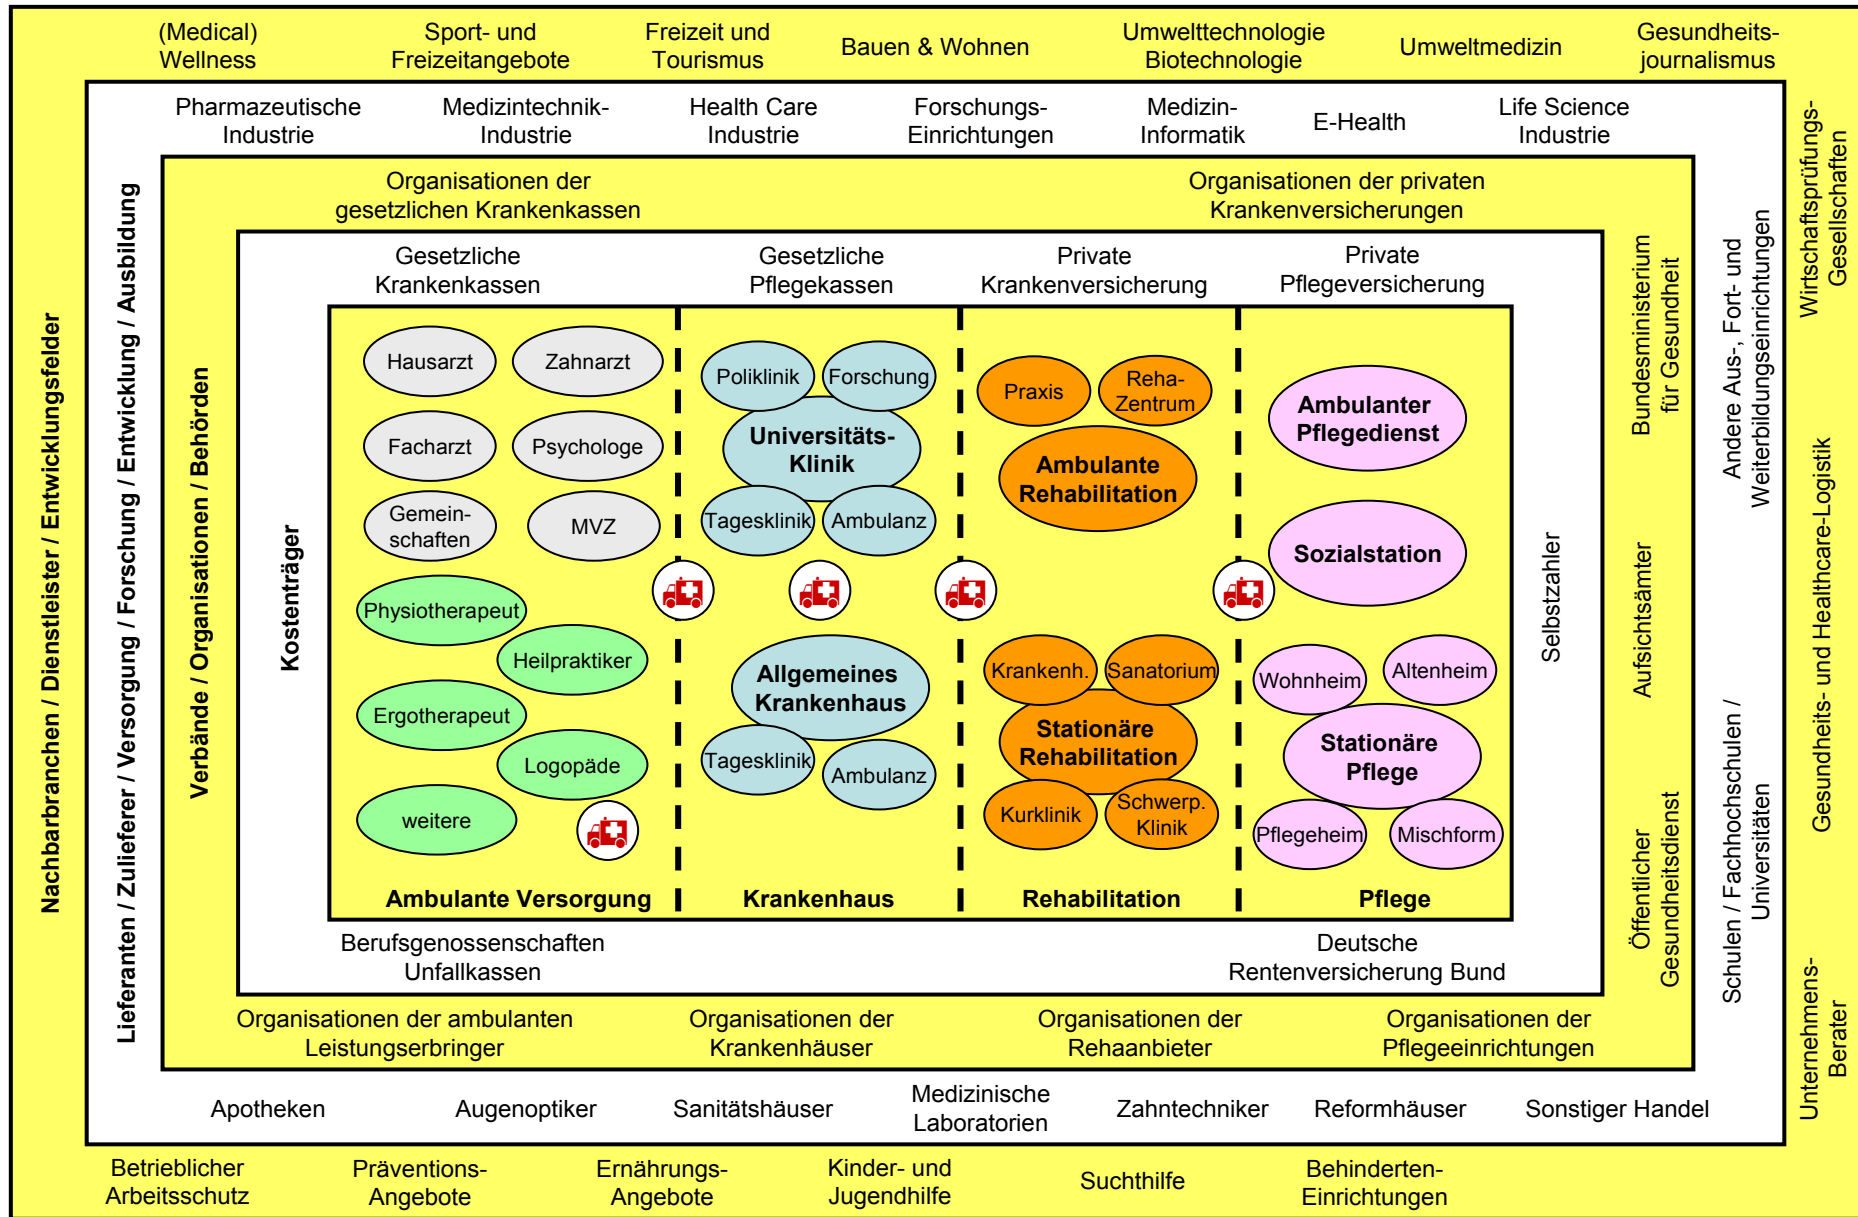 (Medical)
Wellness
Sport- und
Freizeitangebote
Freizeit und
Tourismus
Bauen & Wohnen
Umwelttechnologie
Biotechnologie
Umweltmedizin
Gesundheits-
journalismus
Pharmazeutische
Industrie
Medizintechnik-
Industrie
Health Care
Industrie
Forschungs-
Einrichtungen
Medizin-
Informatik
E-Health
Life Science
Industrie
Organisationen der
gesetzlichen Krankenkassen
Organisationen der privaten
Krankenversicherungen
Gesetzliche
Krankenkassen
Gesetzliche
Pflegekassen
Private
Krankenversicherung
Private
Pflegeversicherung
Nachbarbranchen / Dienstleister / Entwicklungsfelder
Lieferanten / Zulieferer / Versorgung / Forschung / Entwicklung / Ausbildung
Verbände / Organisationen / Behörden
Kostenträger
Hausarzt
Zahnarzt
Facharzt
Psychologe
Gemein-
schaften
MVZ
Physiotherapeut
Heilpraktiker
Ergotherapeut
Logopäde
weitere
Ambulante Versorgung
Poliklinik
Forschung
Universitäts-
Klinik
Tagesklinik
Ambulanz
Allgemeines
Krankenhaus
Tagesklinik
Ambulanz
Krankenhaus
Praxis
Reha-
Zentrum
Ambulante
Rehabilitation
Krankenh.
Sanatorium
Stationäre
Rehabilitation
Kurklinik
Schwerp.
Klinik
Rehabilitation
Ambulanter
Pflegedienst
Sozialstation
Wohnheim
Altenheim
Stationäre
Pflege
Pflegeheim
Mischform
Pflege
Selbstzahler
Bundesministerium
für Gesundheit
Aufsichtsämter
Öffentlicher
Gesundheitsdienst
Andere Aus-, Fort- und
Weiterbildungseinrichtungen
Schulen / Fachhochschulen /
Universitäten
Wirtschaftsprüfungs-
Gesellschaften
Gesundheits- und Healthcare-Logistik
Unternehmens-
Berater
Berufsgenossenschaften
Unfallkassen
Deutsche
Rentenversicherung Bund
Organisationen der ambulanten
Leistungserbringer
Organisationen der
Krankenhäuser
Organisationen der
Rehaanbieter
Organisationen der
Pflegeeinrichtungen
Apotheken
Augenoptiker
Sanitätshäuser
Medizinische
Laboratorien
Zahntechniker
Reformhäuser
Sonstiger Handel
Betrieblicher
Arbeitsschutz
Präventions-
Angebote
Ernährungs-
Angebote
Kinder- und
Jugendhilfe
Suchthilfe
Behinderten-
Einrichtungen